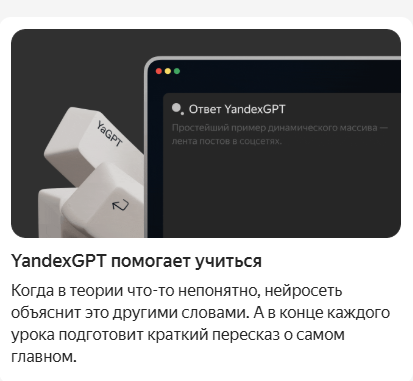 YaGPT
Ответ YandexGPT
Простейший пример динамического массива —
лента постов в соцсетях.
YandexGPT помогает учиться
Когда в теории что-то непонятно, нейросеть
объяснит это другими словами. А в конце каждого
урока подготовит краткий пересказ о самом
главном.